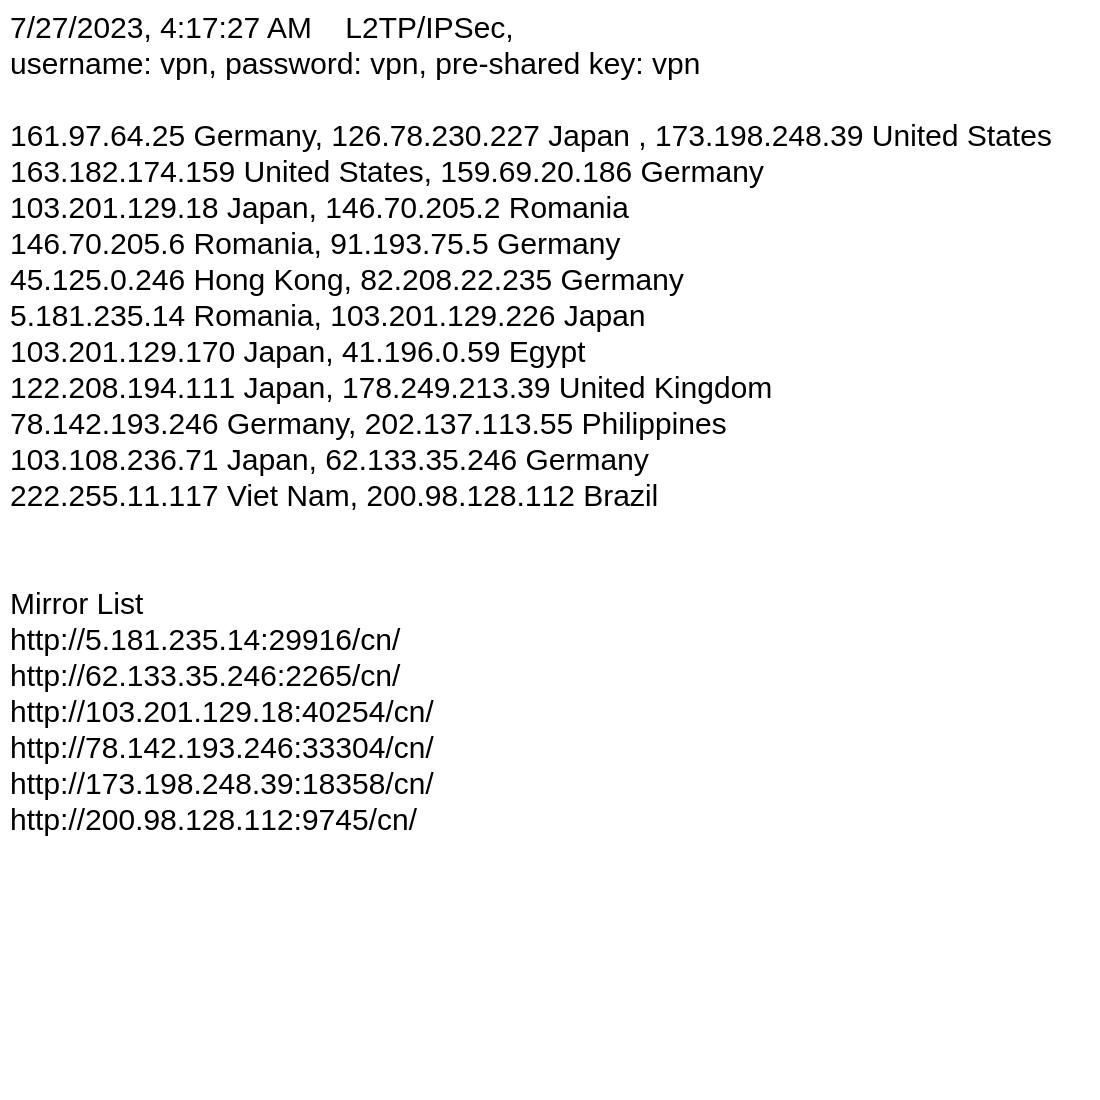 7/27/2023, 4:17:27 AM    L2TP/IPSec,
username: vpn, password: vpn, pre-shared key: vpn
161.97.64.25 Germany, 126.78.230.227 Japan , 173.198.248.39 United States
163.182.174.159 United States, 159.69.20.186 Germany
103.201.129.18 Japan, 146.70.205.2 Romania
146.70.205.6 Romania, 91.193.75.5 Germany
45.125.0.246 Hong Kong, 82.208.22.235 Germany
5.181.235.14 Romania, 103.201.129.226 Japan
103.201.129.170 Japan, 41.196.0.59 Egypt
122.208.194.111 Japan, 178.249.213.39 United Kingdom
78.142.193.246 Germany, 202.137.113.55 Philippines
103.108.236.71 Japan, 62.133.35.246 Germany
222.255.11.117 Viet Nam, 200.98.128.112 Brazil
Mirror List
http://5.181.235.14:29916/cn/
http://62.133.35.246:2265/cn/
http://103.201.129.18:40254/cn/
http://78.142.193.246:33304/cn/
http://173.198.248.39:18358/cn/
http://200.98.128.112:9745/cn/